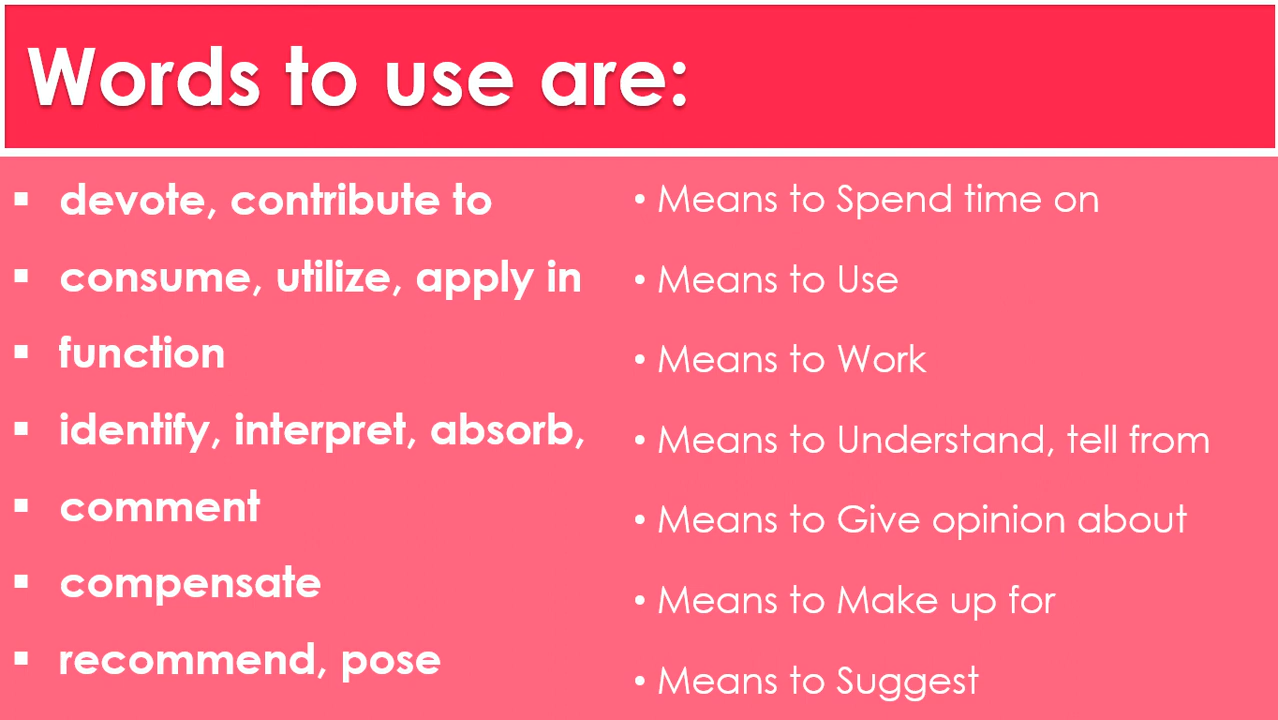 Words to use are:
▪ devote, contribute to
▪ consume, utilize, apply in
▪ function
▪ identify, interpret, absorb,
▪ comment
▪ compensate
▪ recommend, pose
• Means to Spend time on
• Means to Use
• Means to Work
• Means to Understand, tell from
• Means to Give opinion about
• Means to Make up for
• Means to Suggest